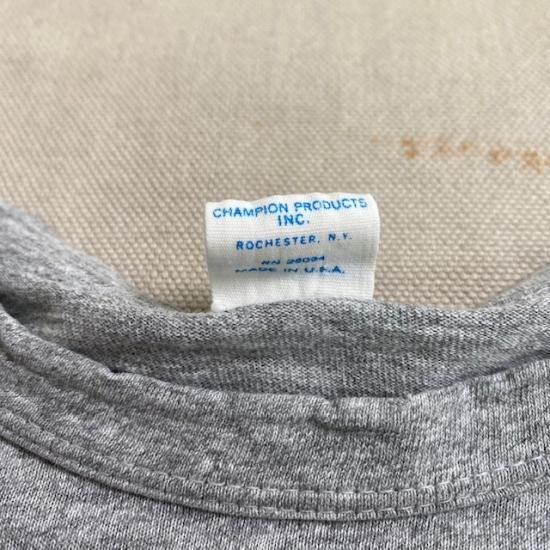 CHAMPION PRODUCTS
INC.
ROCHESTER, N.Y.
RN 26094
MADE IN U.S.A.